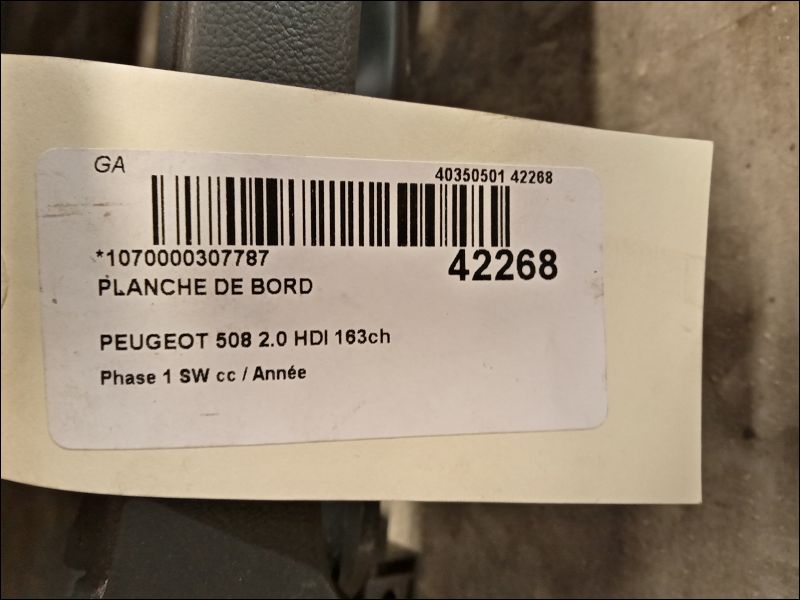 GA
40350501 42268
*1070000307787
42268
PLANCHE DE BORD
PEUGEOT 508 2.0 HDI 163ch
Phase 1 SW cc / Année